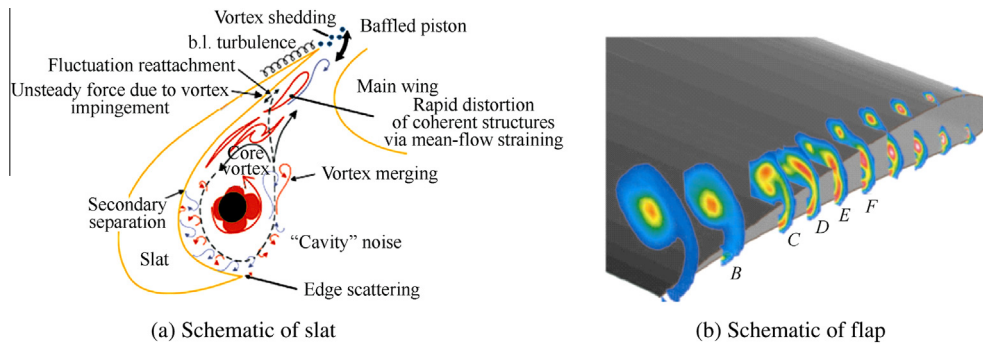 Vortex shedding
Baffled piston
b.l. turbulence
Fluctuation reattachment
Unsteady force due to vortex
impingement
Main wing
Rapid distortion
of coherent structures
via mean-flow straining
Core
vortex
Vortex merging
Secondary
separation
"Cavity" noise
Slat
Edge scattering
(a) Schematic of slat
B
C
D
E
F
(b) Schematic of flap